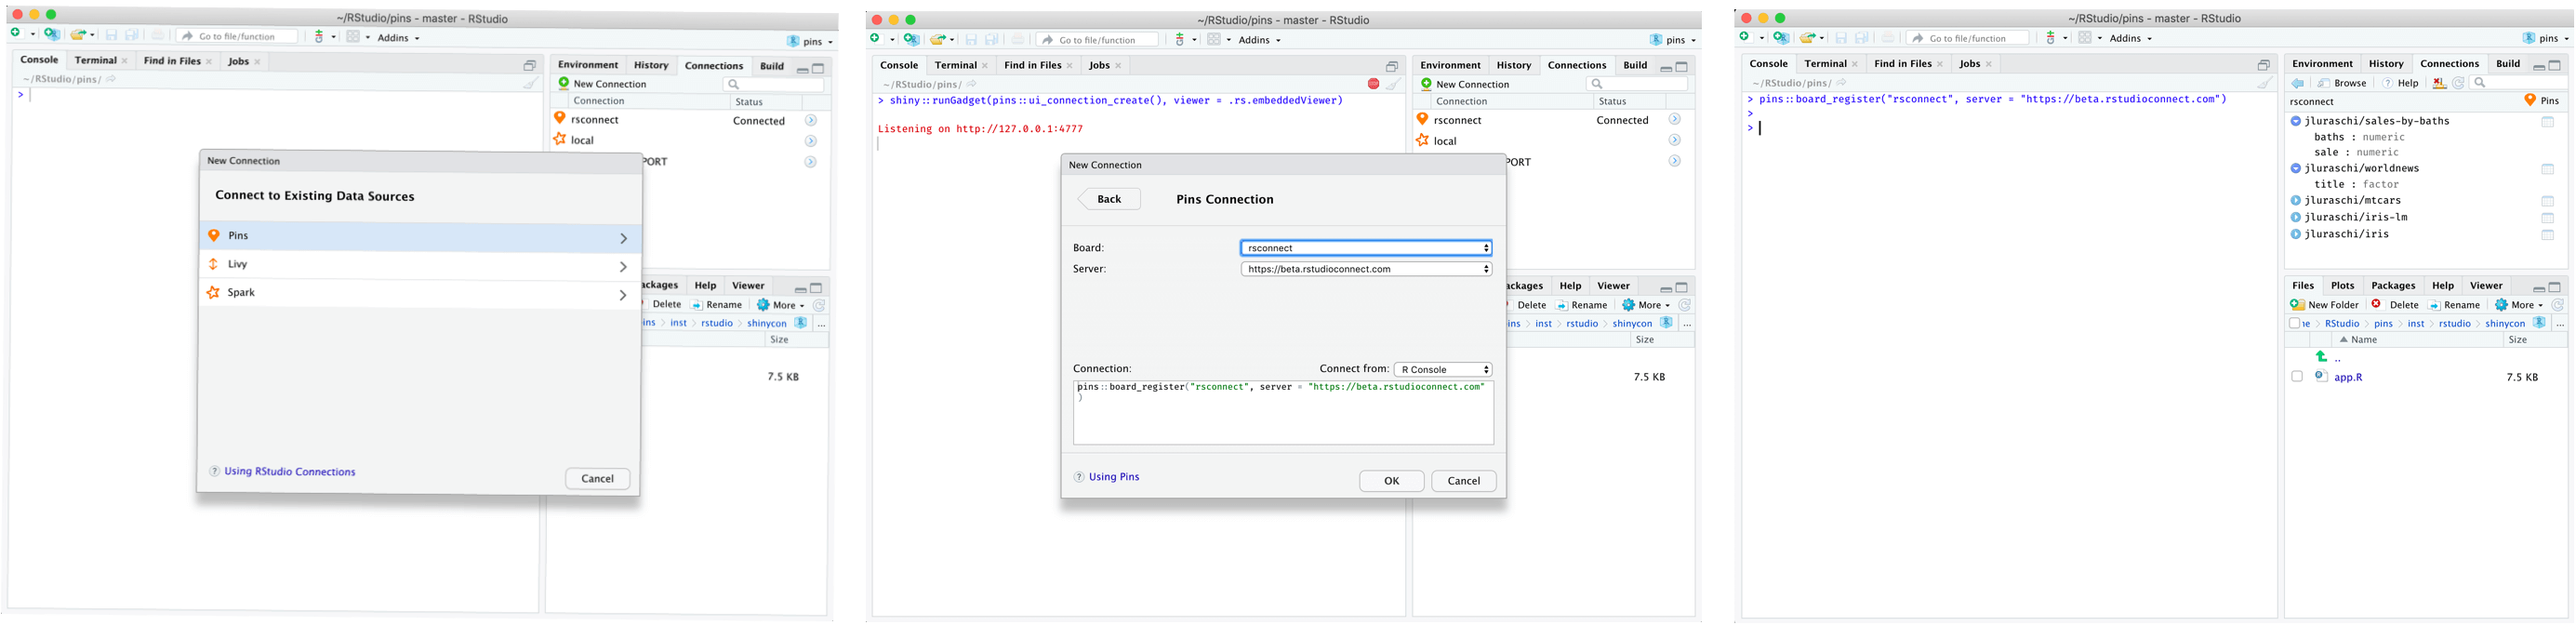 ~/RStudio/pins - master - RStudio
Go to file/function
Addins
pins
Console Terminal Find in Files Jobs
~/RStudio/pins/
>
Environment History Connections Build
New Connection
Connection Status
rsconnect Connected
local
PORT
New Connection
Connect to Existing Data Sources
Pins
Livy
Spark
Using RStudio Connections
Cancel
ackages Help Viewer
Delete Rename More
ins > inst > rstudio > shinycon ...
Size
7.5 KB
~/RStudio/pins - master - RStudio
Go to file/function
Addins
pins
Console Terminal Find in Files Jobs
~/RStudio/pins/
> shiny::runGadget(pins::ui_connection_create(), viewer = .rs.embeddedViewer)
Listening on http://127.0.0.1:4777
Environment History Connections Build
New Connection
Connection Status
rsconnect Connected
local
PORT
New Connection
Back Pins Connection
Board: rsconnect
Server: https://beta.rstudioconnect.com
Connection: Connect from: R Console
pins::board_register("rsconnect", server = "https://beta.rstudioconnect.com"
)
Using Pins
OK Cancel
ackages Help Viewer
Delete Rename More
ins > inst > rstudio > shinycon ...
Size
7.5 KB
~/RStudio/pins - master - RStudio
Go to file/function
Addins
pins
Console Terminal Find in Files Jobs
~/RStudio/pins/
> pins::board_register("rsconnect", server = "https://beta.rstudioconnect.com")
>
>
Environment History Connections Build
Browse Help
rsconnect Pins
jluraschi/sales-by-baths
baths : numeric
sale : numeric
jluraschi/worldnews
title : factor
jluraschi/mtcars
jluraschi/iris-lm
jluraschi/iris
Files Plots Packages Help Viewer
New Folder Delete Rename More
ne > RStudio > pins > inst > rstudio > shinycon ...
Name Size
..
app.R 7.5 KB